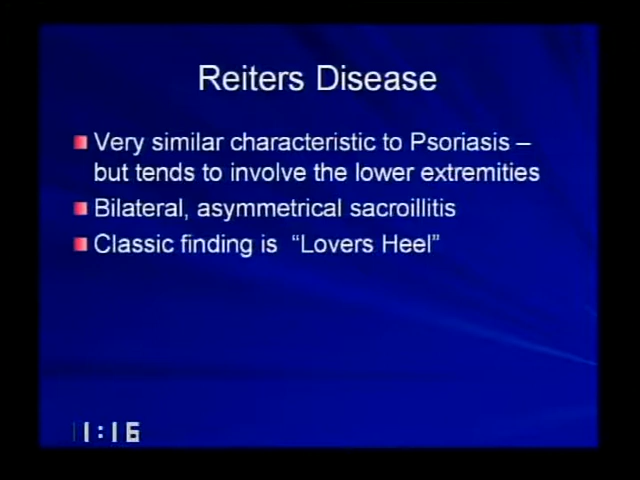 Reiters Disease
Very similar characteristic to Psoriasis –
but tends to involve the lower extremities
Bilateral, asymmetrical sacroillitis
Classic finding is “Lovers Heel”
1:16